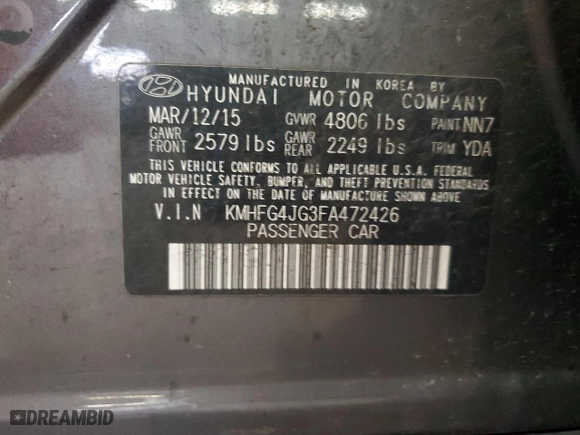 MANUFACTURED IN KOREA BY
HYUNDAI MOTOR COMPANY
MAR/12/15 GVWR 4806 lbs PAINT NN7
GAWR FRONT 2579 lbs GAWR REAR 2249 lbs TRIM YDA
THIS VEHICLE CONFORMS TO ALL APPLICABLE U.S.A. FEDERAL
MOTOR VEHICLE SAFETY, BUMPER, AND THEFT PREVENTION STANDARDS
IN EFFECT ON THE DATE OF MANUFACTURE SHOWN ABOVE
V.I.N KMHFG4JG3FA472426
PASSENGER CAR
DREAMBID